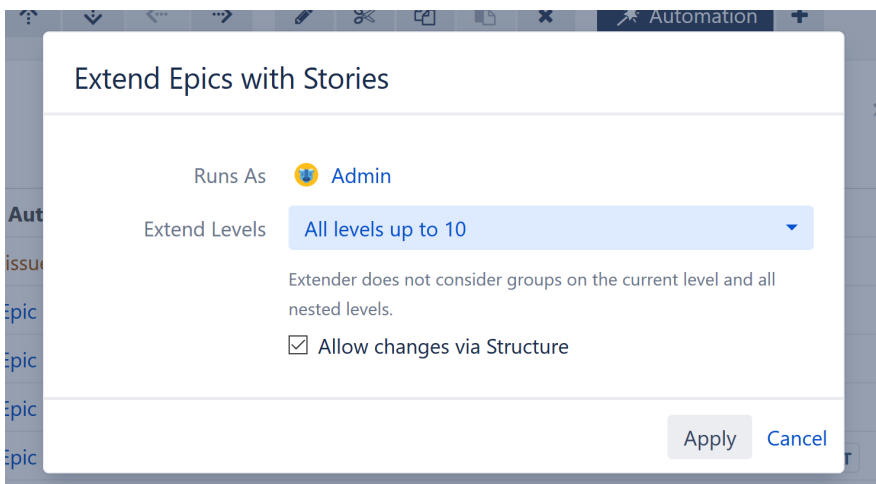 Automation
Extend Epics with Stories
Runs As Admin
Aut
Extend Levels All levels up to 10
issue
Extender does not consider groups on the current level and all
nested levels.
Epic
Allow changes via Structure
Epic
Epic
Apply Cancel
Epic
T